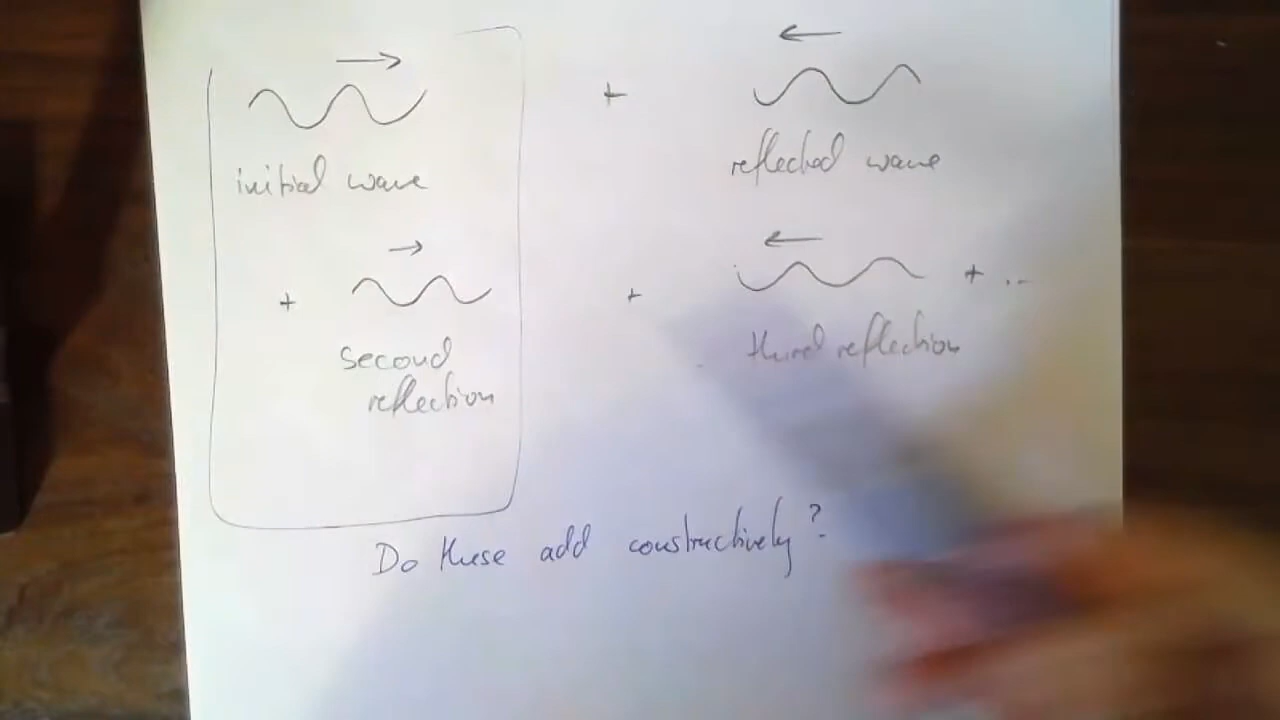 +
initial wave
reflected wave
+ + + ..
second
reflection
third reflection
Do these add constructively?